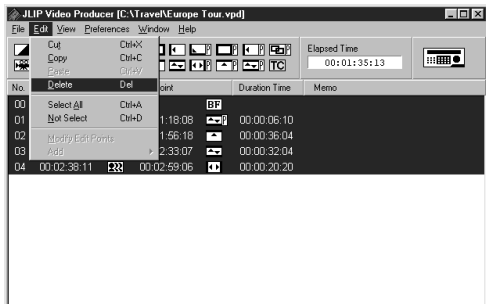 JLIP Video Producer [C:\Travel\Europe Tour.vpd]
File Edit View Preferences Window Help
P P P Elapsed Time
P P P TC 00:01:35:13
No. oint Duration Time Memo
Cut Ctrl+X
Copy Ctrl+C
Paste Ctrl+V
Delete Del
Select All Ctrl+A
Not Select Ctrl+D
Modify Edit Points
Add
00 BF
01 1:18:08 P 00:00:06:10
02 1:56:18 00:00:36:04
03 2:33:07 00:00:32:04
04 00:02:38:11 00:02:59:06 00:00:20:20